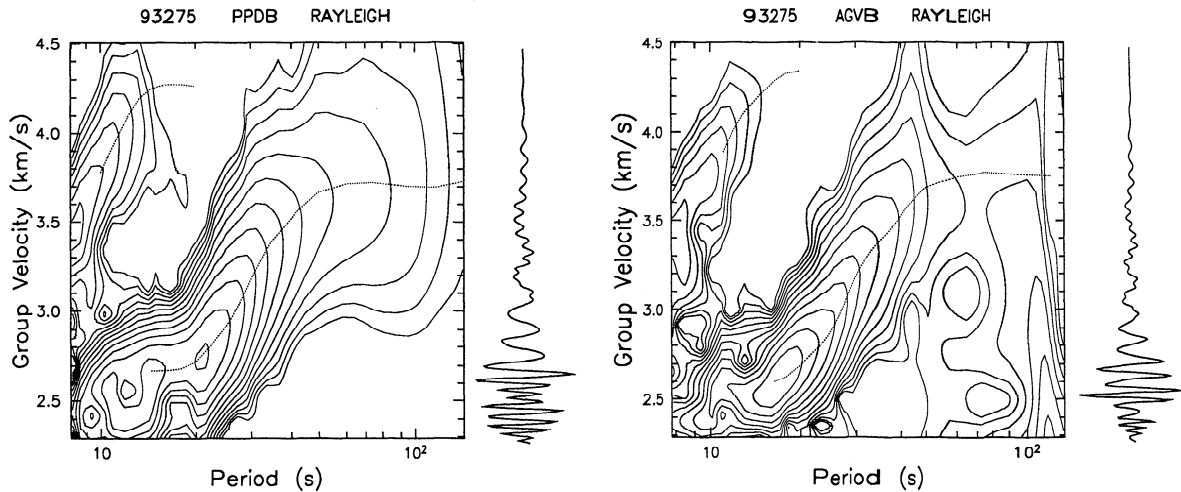 93275 PPDB RAYLEIGH
4.5
4.0
3.5
3.0
2.5
Group Velocity (km/s)
10
10²
Period (s)
93275 AGVB RAYLEIGH
4.5
4.0
3.5
3.0
2.5
Group Velocity (km/s)
10
10²
Period (s)